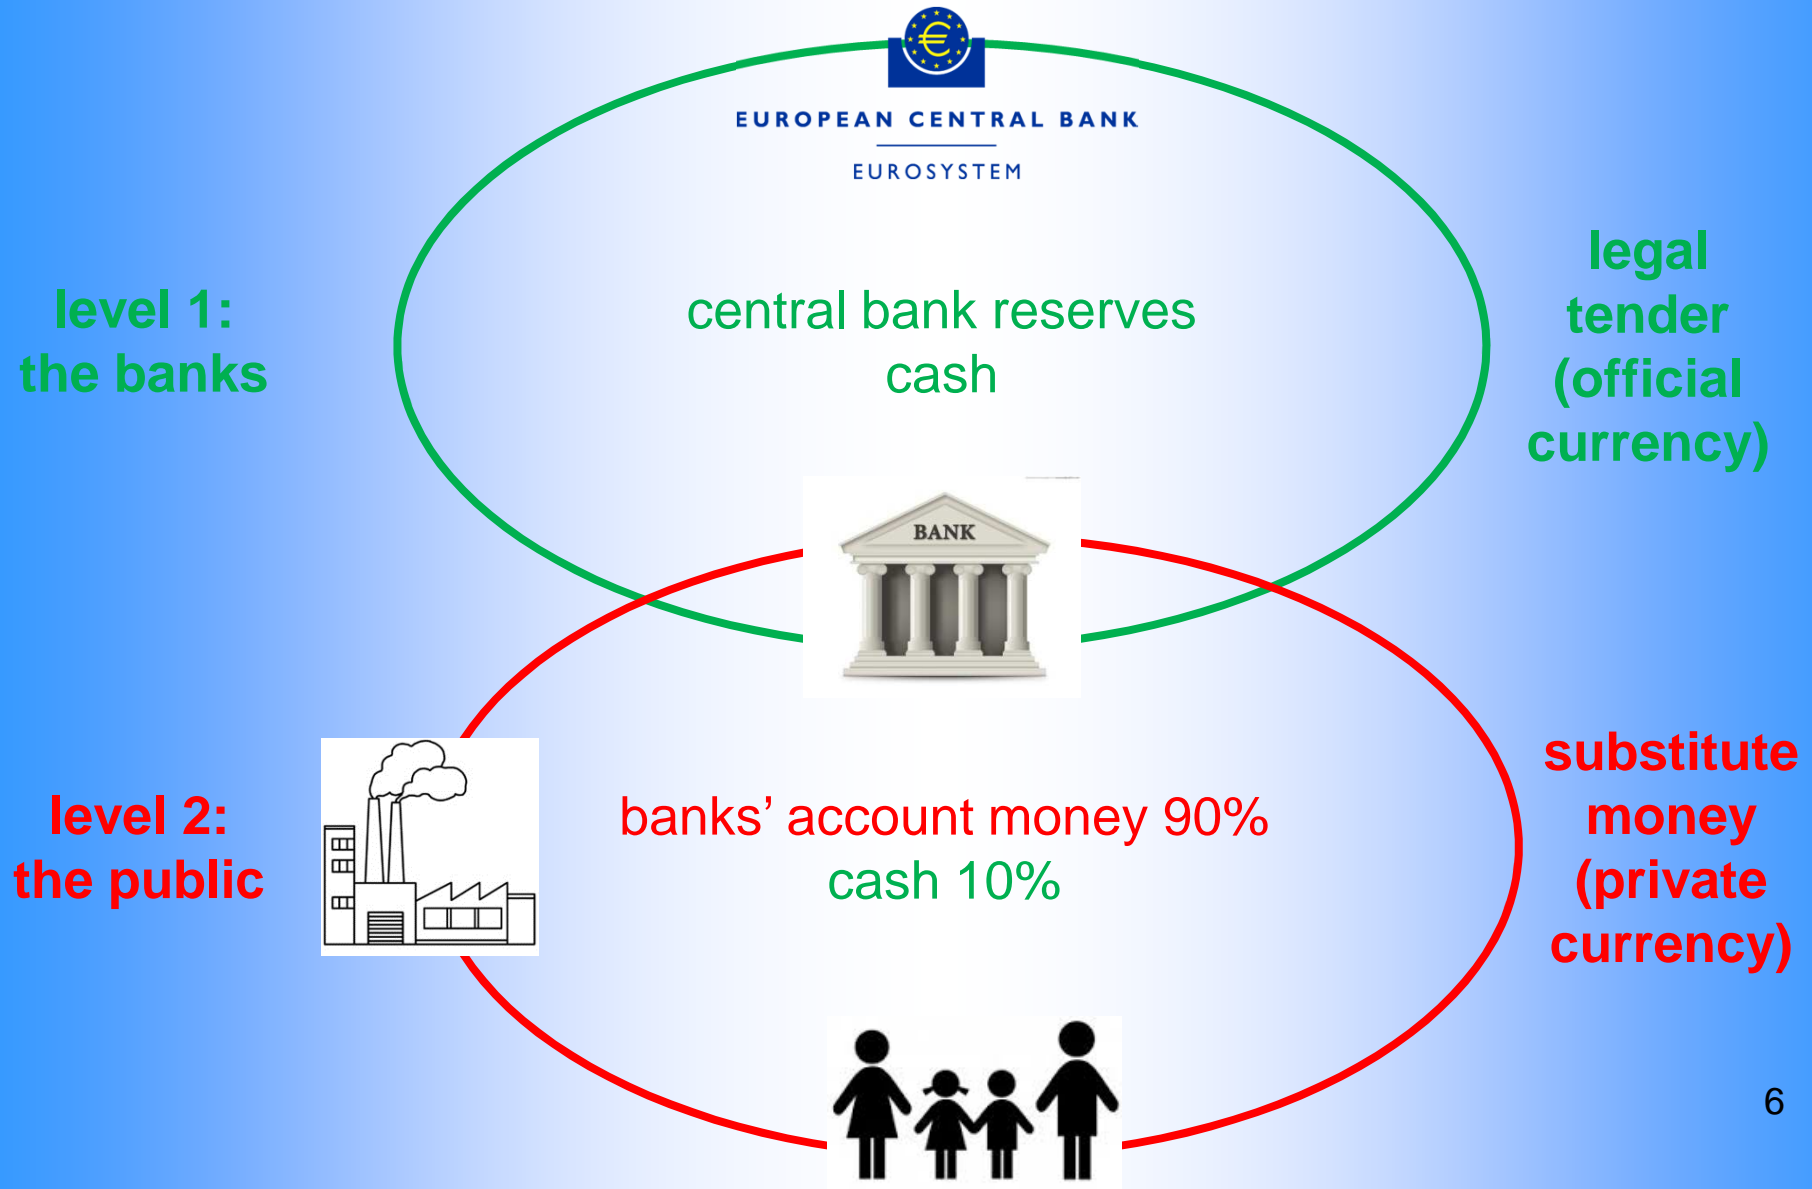 EUROPEAN CENTRAL BANK
EUROSYSTEM
level 1:
the banks
central bank reserves
cash
legal
tender
(official
currency)
BANK
level 2:
the public
banks’ account money 90%
cash 10%
substitute
money
(private
currency)
6